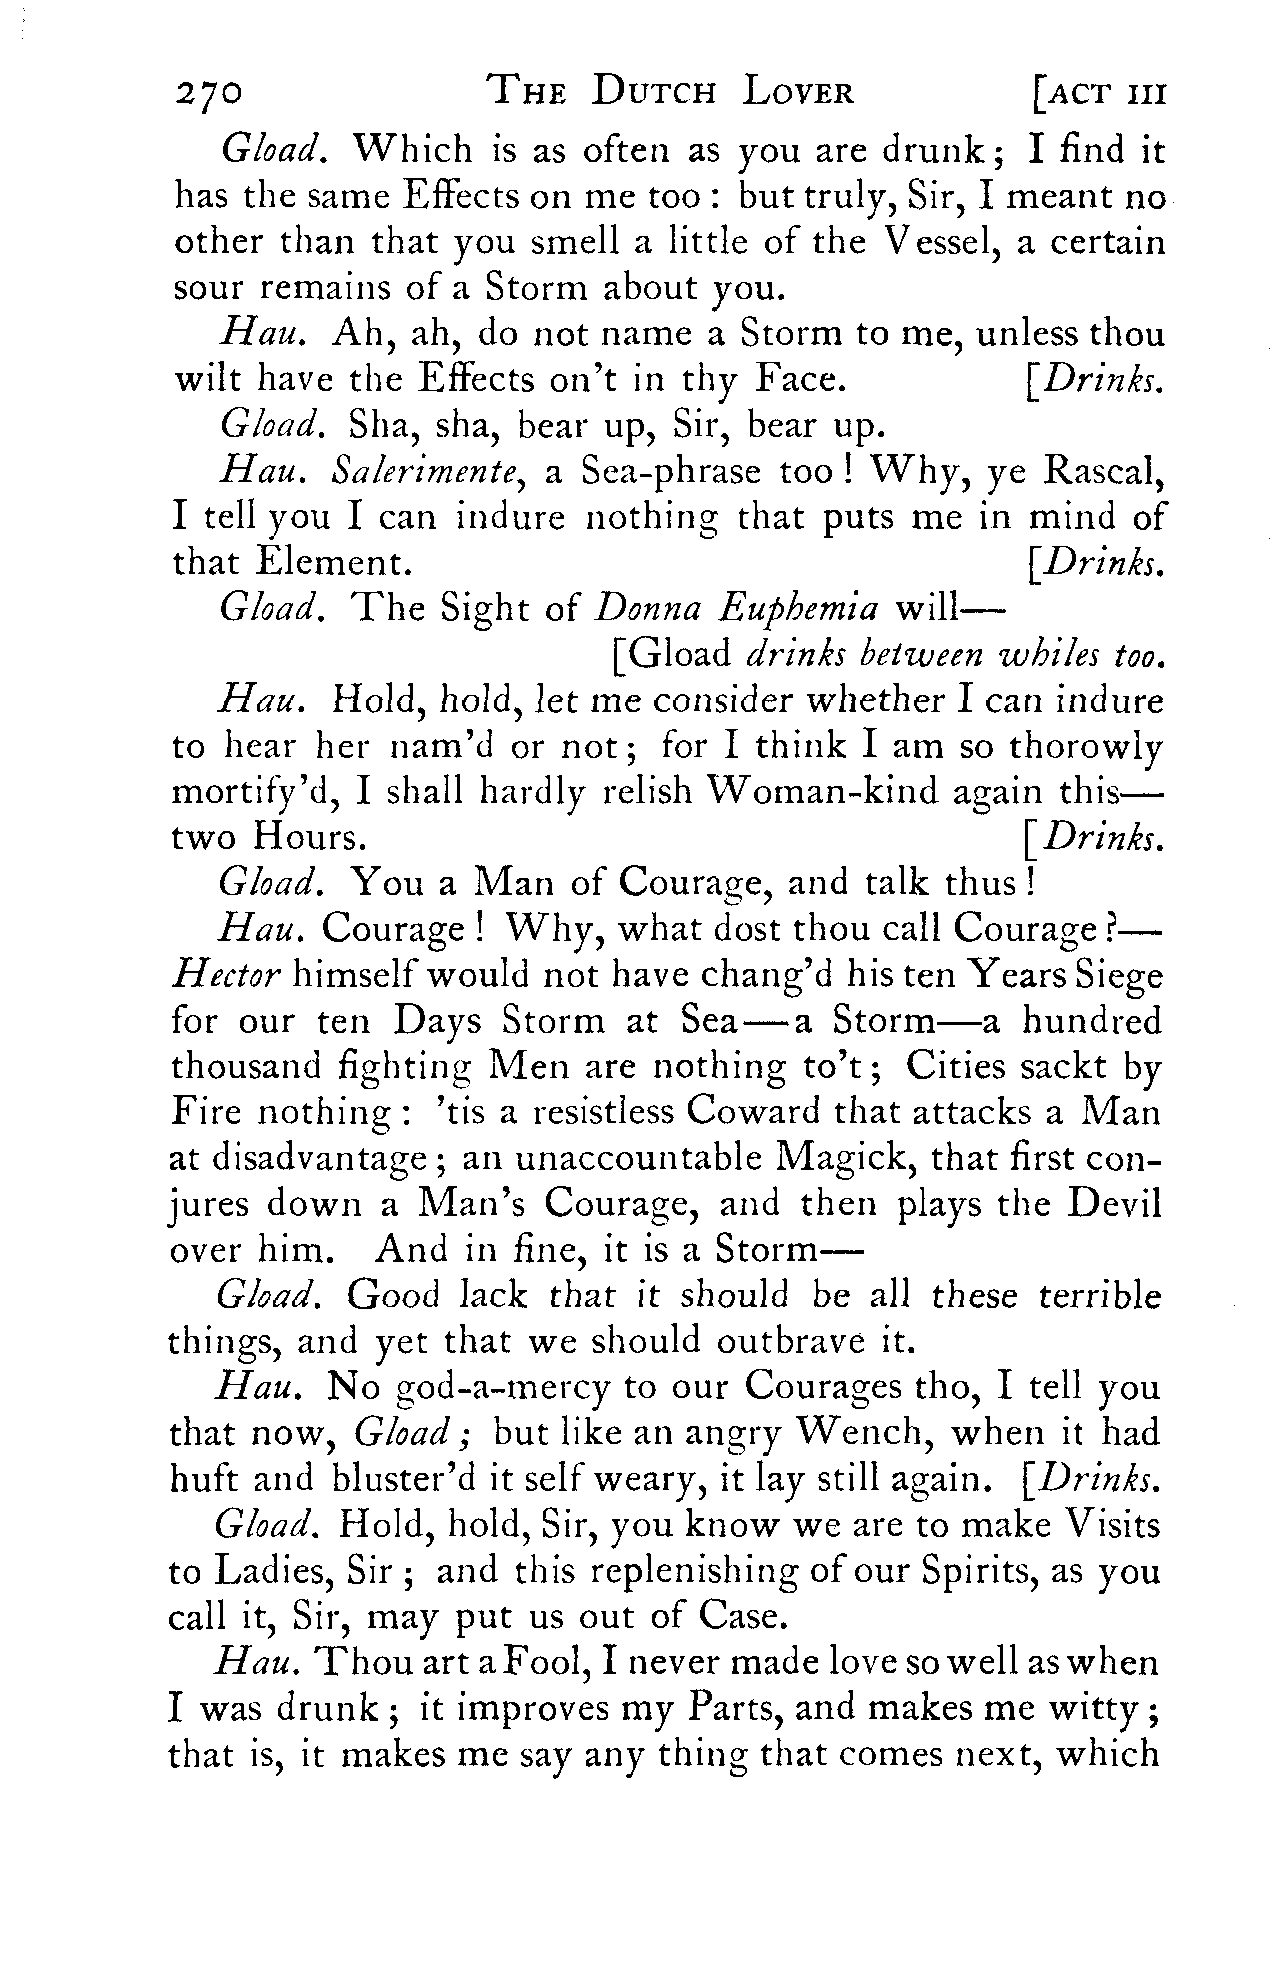 270 THE DUTCH LOVER [ACT III
Gload. Which is as often as you are drunk; I find it
has the same Effects on me too: but truly, Sir, I meant no
other than that you smell a little of the Vessel, a certain
sour remains of a Storm about you.
Hau. Ah, ah, do not name a Storm to me, unless thou
wilt have the Effects on't in thy Face. [Drinks.
Gload. Sha, sha, bear up, Sir, bear up.
Hau. Salerimente, a Sea-phrase too! Why, ye Rascal,
I tell you I can indure nothing that puts me in mind of
that Element. [Drinks.
Gload. The Sight of Donna Euphemia will—
[Gload drinks between whiles too.
Hau. Hold, hold, let me consider whether I can indure
to hear her nam'd or not; for I think I am so thorowly
mortify'd, I shall hardly relish Woman-kind again this—
two Hours. [Drinks.
Gload. You a Man of Courage, and talk thus!
Hau. Courage! Why, what dost thou call Courage?—
Hector himself would not have chang'd his ten Years Siege
for our ten Days Storm at Sea—a Storm—a hundred
thousand fighting Men are nothing to't; Cities sackt by
Fire nothing: 'tis a resistless Coward that attacks a Man
at disadvantage; an unaccountable Magick, that first con-
jures down a Man's Courage, and then plays the Devil
over him. And in fine, it is a Storm—
Gload. Good lack that it should be all these terrible
things, and yet that we should outbrave it.
Hau. No god-a-mercy to our Courages tho, I tell you
that now, Gload; but like an angry Wench, when it had
huft and bluster'd it self weary, it lay still again. [Drinks.
Gload. Hold, hold, Sir, you know we are to make Visits
to Ladies, Sir; and this replenishing of our Spirits, as you
call it, Sir, may put us out of Case.
Hau. Thou art a Fool, I never made love so well as when
I was drunk; it improves my Parts, and makes me witty;
that is, it makes me say any thing that comes next, which